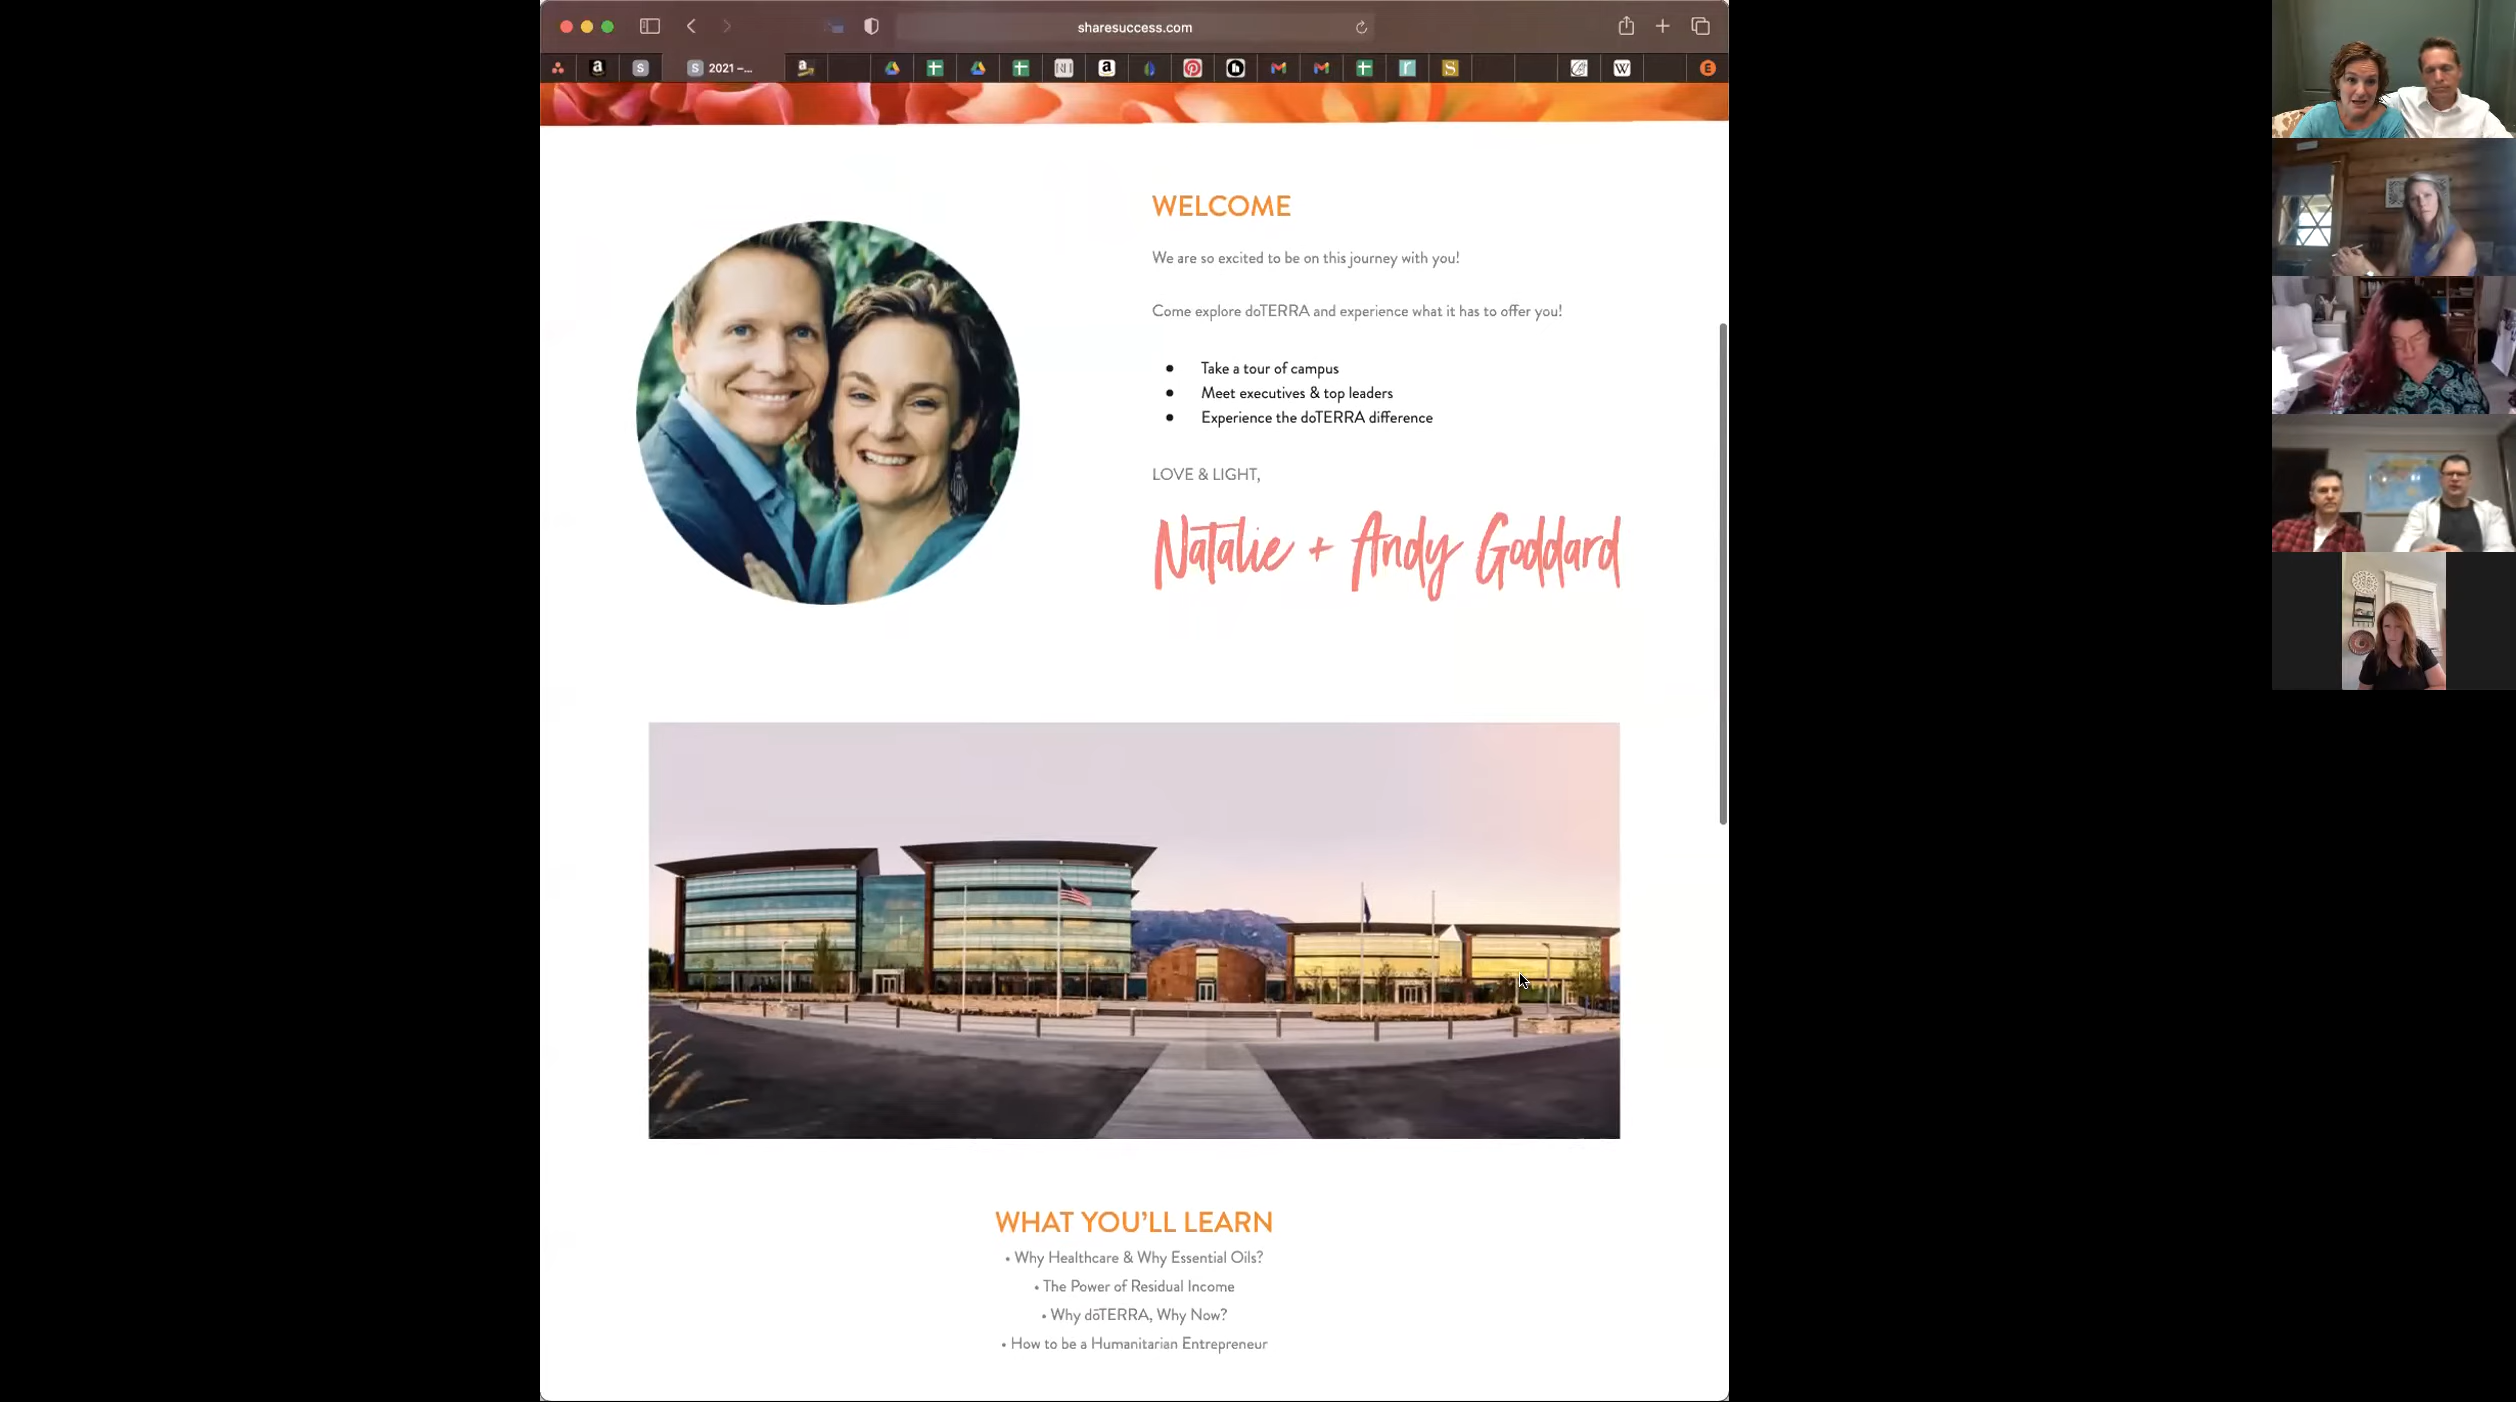 sharesuccess.com
S
S 2021 –...
RH
W
E
WELCOME
We are so excited to be on this journey with you!
Come explore doTERRA and experience what it has to offer you!
● Take a tour of campus
● Meet executives & top leaders
● Experience the doTERRA difference
LOVE & LIGHT,
Natalie + Andy Goddard
WHAT YOU'LL LEARN
• Why Healthcare & Why Essential Oils?
• The Power of Residual Income
• Why dōTERRA, Why Now?
• How to be a Humanitarian Entrepreneur